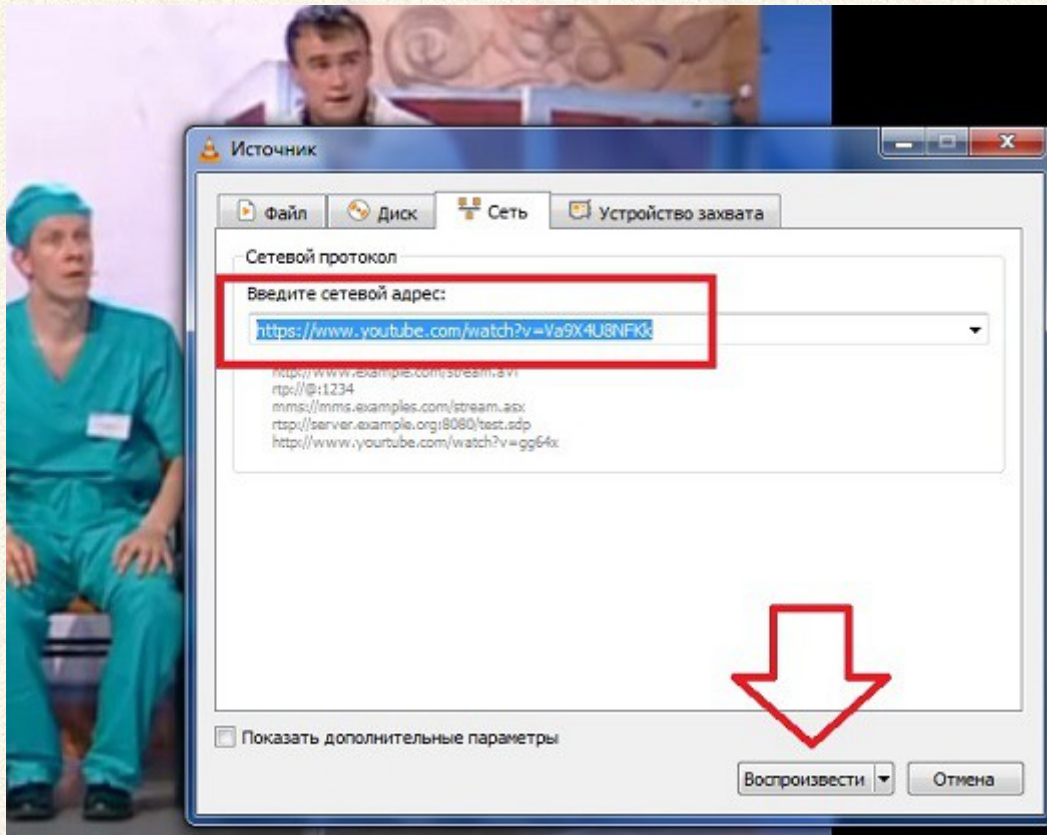 Источник
Файл
Диск
Сеть
Устройство захвата
Сетевой протокол
Введите сетевой адрес:
https://www.youtube.com/watch?v=Va9X4U8NFKk
http://www.example.com/stream.avi
rtp://@:1234
mms://mms.examples.com/stream.asx
rtsp://server.example.org:8080/test.sdp
http://www.yourtube.com/watch?v=gg64x
Показать дополнительные параметры
Воспроизвести
Отмена